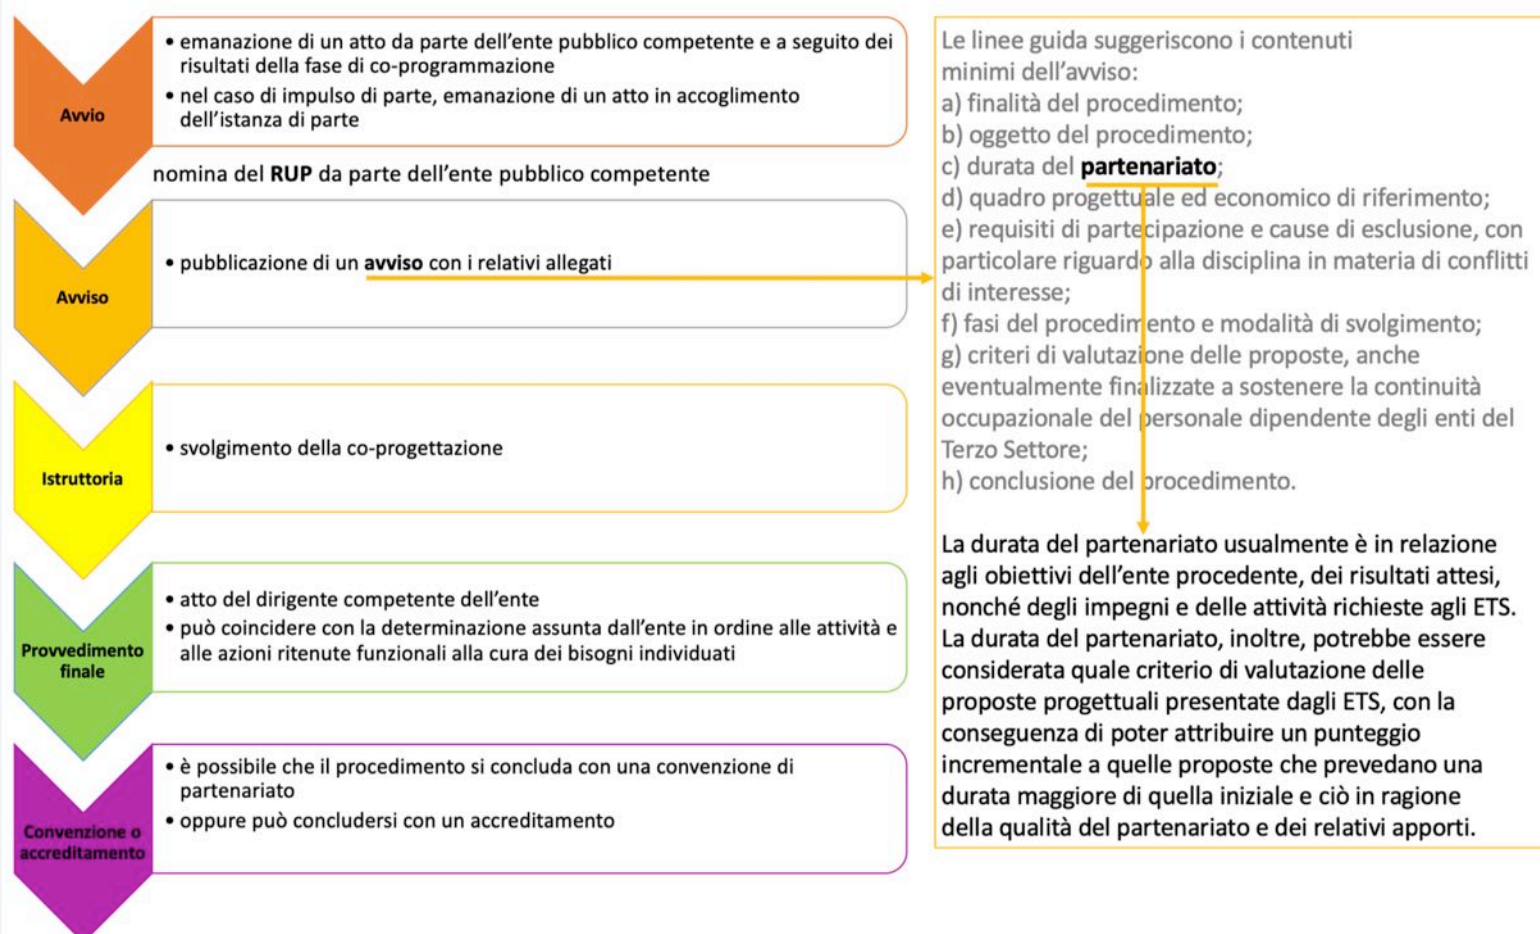 Avvio
• emanazione di un atto da parte dell'ente pubblico competente e a seguito dei
risultati della fase di co-programmazione
• nel caso di impulso di parte, emanazione di un atto in accoglimento
dell'istanza di parte
nomina del RUP da parte dell'ente pubblico competente
Avviso
• pubblicazione di un avviso con i relativi allegati
Istruttoria
• svolgimento della co-progettazione
Provvedimento
finale
• atto del dirigente competente dell'ente
• può coincidere con la determinazione assunta dall'ente in ordine alle attività e
alle azioni ritenute funzionali alla cura dei bisogni individuati
Convenzione o
accreditamento
• è possibile che il procedimento si concluda con una convenzione di
partenariato
• oppure può concludersi con un accreditamento
Le linee guida suggeriscono i contenuti
minimi dell'avviso:
a) finalità del procedimento;
b) oggetto del procedimento;
c) durata del partenariato;
d) quadro progettuale ed economico di riferimento;
e) requisiti di partecipazione e cause di esclusione, con
particolare riguardo alla disciplina in materia di conflitti
di interesse;
f) fasi del procedimento e modalità di svolgimento;
g) criteri di valutazione delle proposte, anche
eventualmente finalizzate a sostenere la continuità
occupazionale del personale dipendente degli enti del
Terzo Settore;
h) conclusione del procedimento.
La durata del partenariato usualmente è in relazione
agli obiettivi dell'ente procedente, dei risultati attesi,
nonché degli impegni e delle attività richieste agli ETS.
La durata del partenariato, inoltre, potrebbe essere
considerata quale criterio di valutazione delle
proposte progettuali presentate dagli ETS, con la
conseguenza di poter attribuire un punteggio
incrementale a quelle proposte che prevedano una
durata maggiore di quella iniziale e ciò in ragione
della qualità del partenariato e dei relativi apporti.